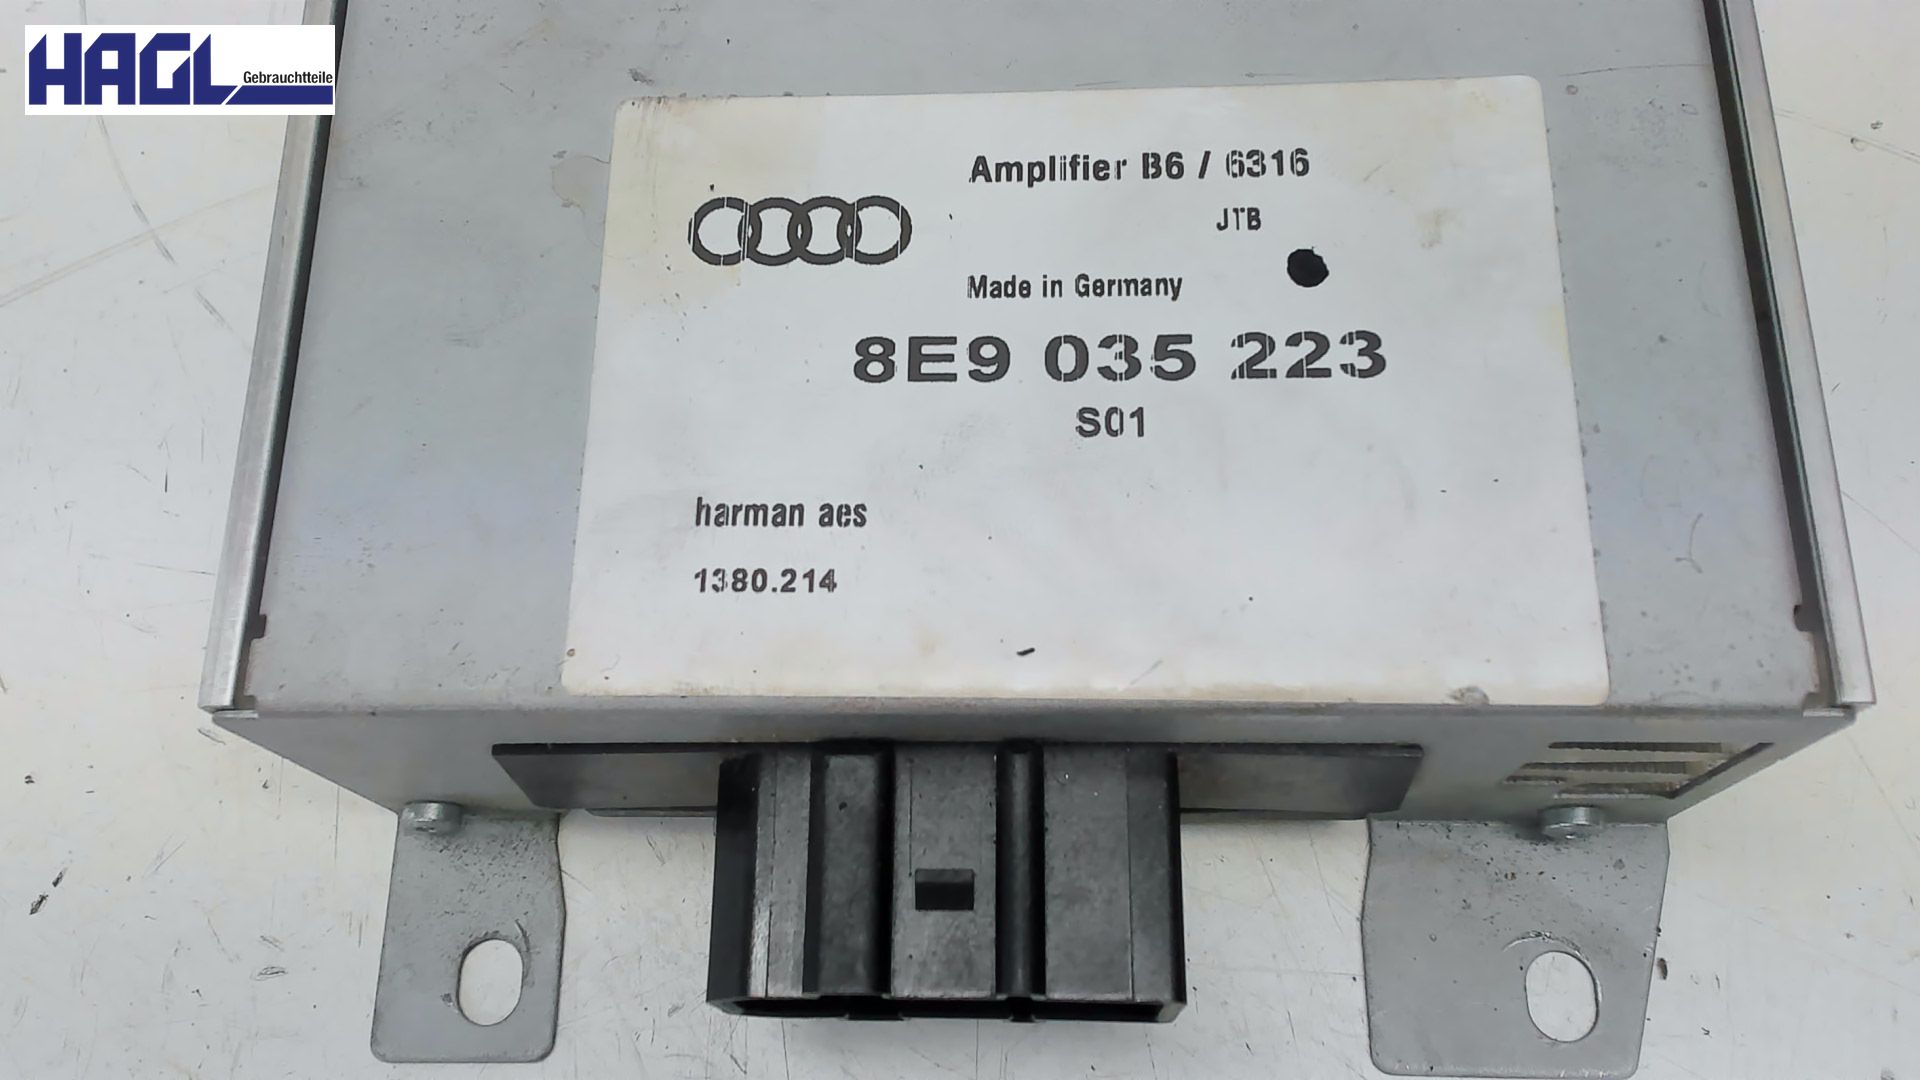 HAGL
Gebrauchtteile
Amplifier B6 / 6316
JTB
Made in Germany
8E9 035 223
S01
harman aes
1380.214